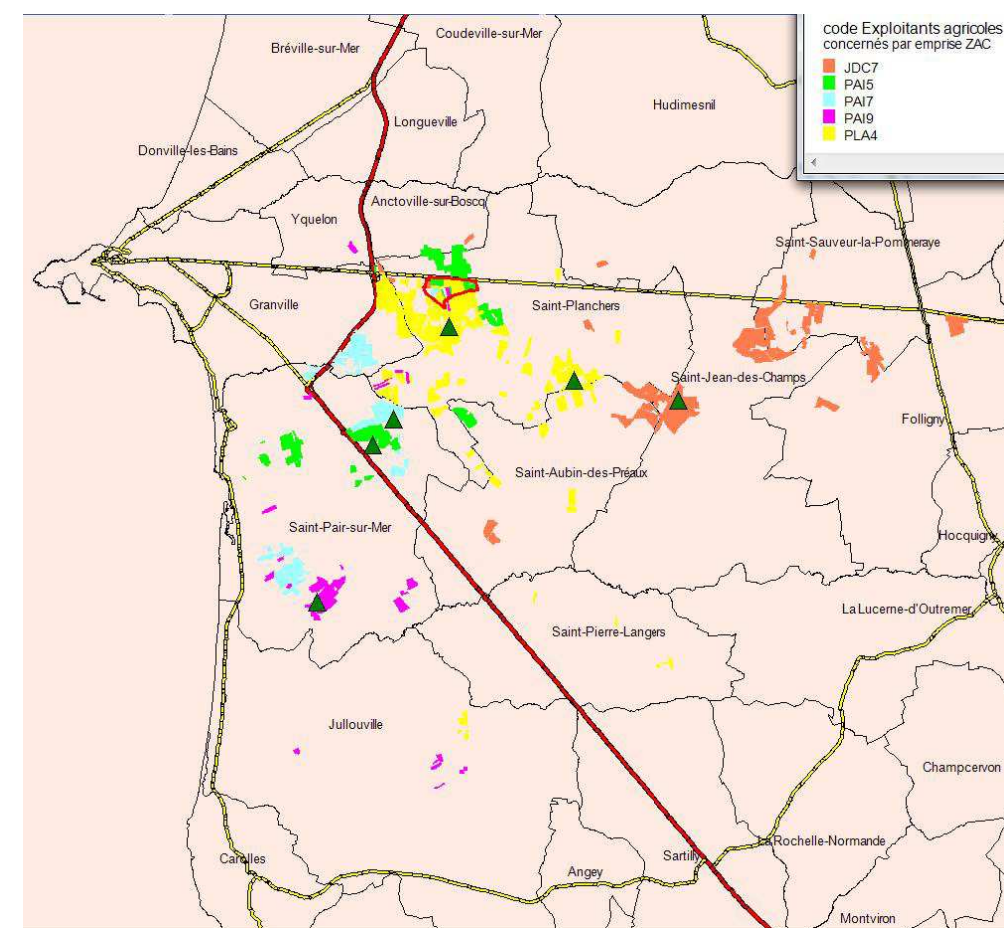 code Exploitants agricoles
concernés par emprise ZAC
JDC7
PAI5
PAI7
PAI9
PLA4
Coudeville-sur-Mer
Bréville-sur-Mer
Hudimesnil
Longueville
Donville-les-Bains
Anctoville-sur-Boscq
Yquelon
Saint-Sauveur-la-Pommeraye
Granville
Saint-Planchers
Saint-Jean-des-Champs
Folligny
Saint-Aubin-des-Préaux
Saint-Pair-sur-Mer
Hocquigny
La Lucerne-d'Outremer
Saint-Pierre-Langers
Jullouville
Champcervon
La Rochelle-Normande
Carolles
Sartilly
Angey
Montviron